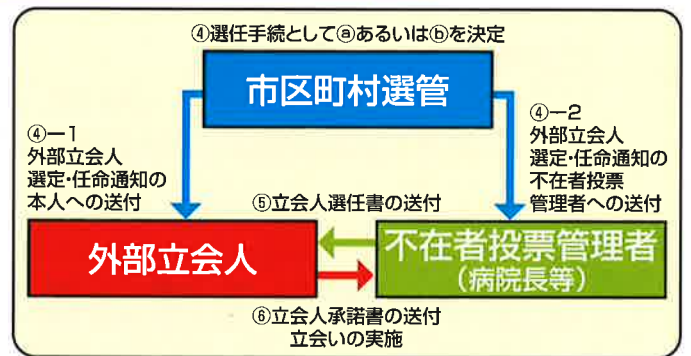 ④選任手続としてⓐあるいはⓑを決定
市区町村選管
④ー1
外部立会人
選定・任命通知の
本人への送付
④ー2
外部立会人
選定・任命通知の
不在者投票
管理者への送付
⑤立会人選任書の送付
外部立会人
不在者投票管理者
（病院長等）
⑥立会人承諾書の送付
立会いの実施